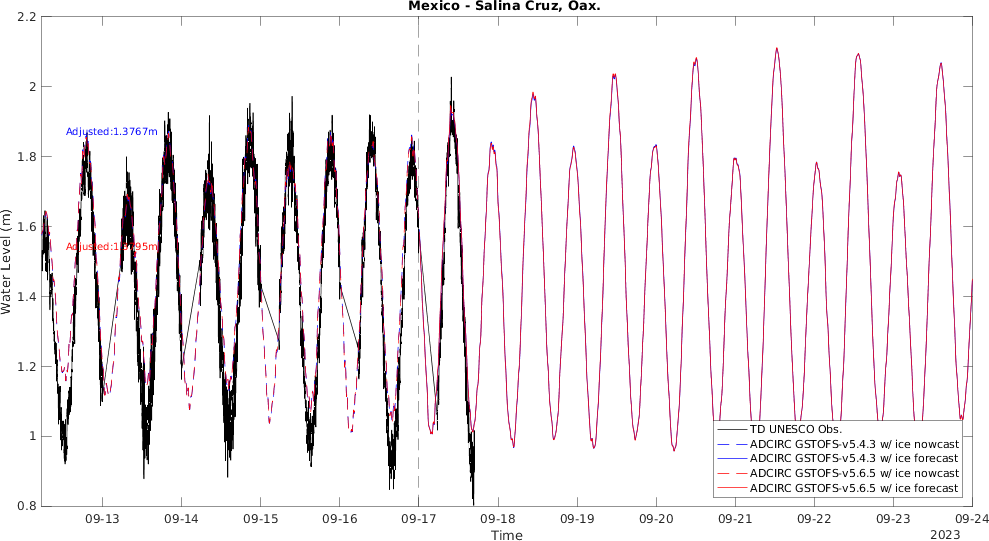 Mexico - Salina Cruz, Oax.
2.2
2
1.8
1.6
1.4
1.2
1
0.8
Water Level (m)
Adjusted:1.3767m
09-13
09-14
09-15
09-16
09-17
09-18
09-19
09-20
09-21
09-22
09-23
09-24
Time
2023
TD UNESCO Obs.
ADCIRC GSTOFS-v5.4.3 w/ ice nowcast
ADCIRC GSTOFS-v5.4.3 w/ ice forecast
ADCIRC GSTOFS-v5.6.5 w/ ice nowcast
ADCIRC GSTOFS-v5.6.5 w/ ice forecast